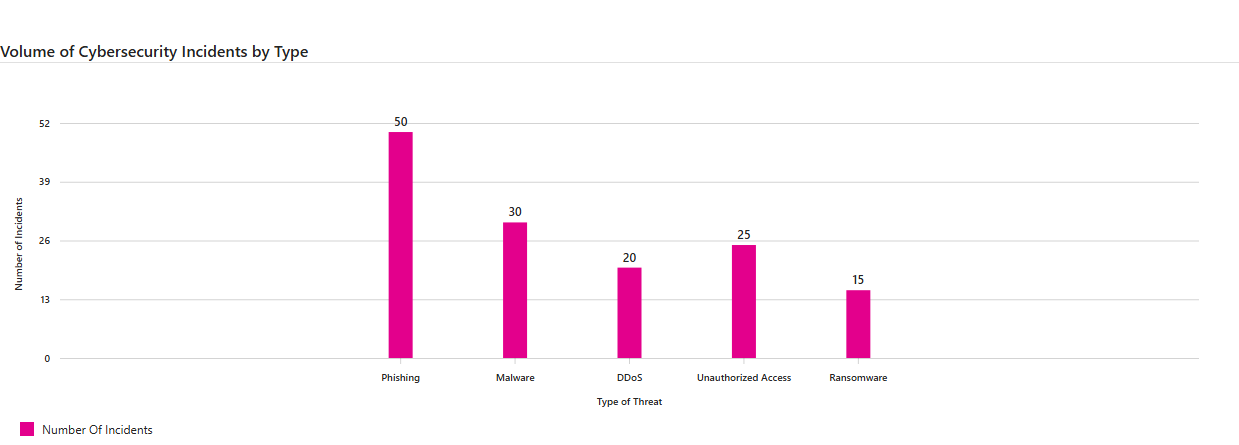 Volume of Cybersecurity Incidents by Type
52
39
26
13
0
Number of Incidents
50
30
20
25
15
Phishing
Malware
DDoS
Unauthorized Access
Ransomware
Type of Threat
Number Of Incidents